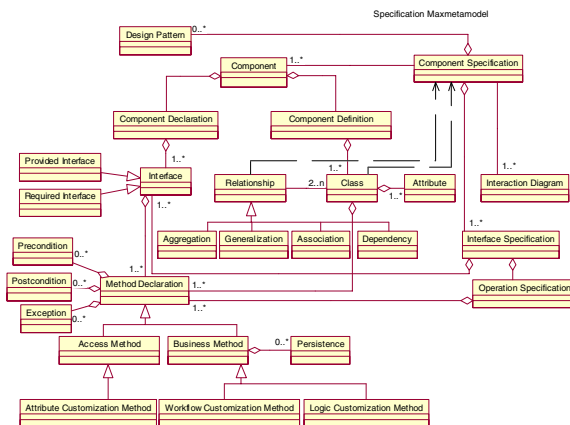 Specification Maxmetamodel
Design Pattern
0..*
Component
1..*
Component Specification
Component Declaration
Component Definition
Provided Interface
1..*
Interface
Required Interface
Relationship
2..n
1..*
Class
1..*
Attribute
1..*
Interaction Diagram
Aggregation
Generalization
Association
Dependency
1..*
Interface Specification
Precondition
0..*
Postcondition
0..*
Exception
0..*
1..*
Method Declaration
1..*
1..*
Operation Specification
Access Method
Business Method
0..*
Persistence
Attribute Customization Method
Workflow Customization Method
Logic Customization Method